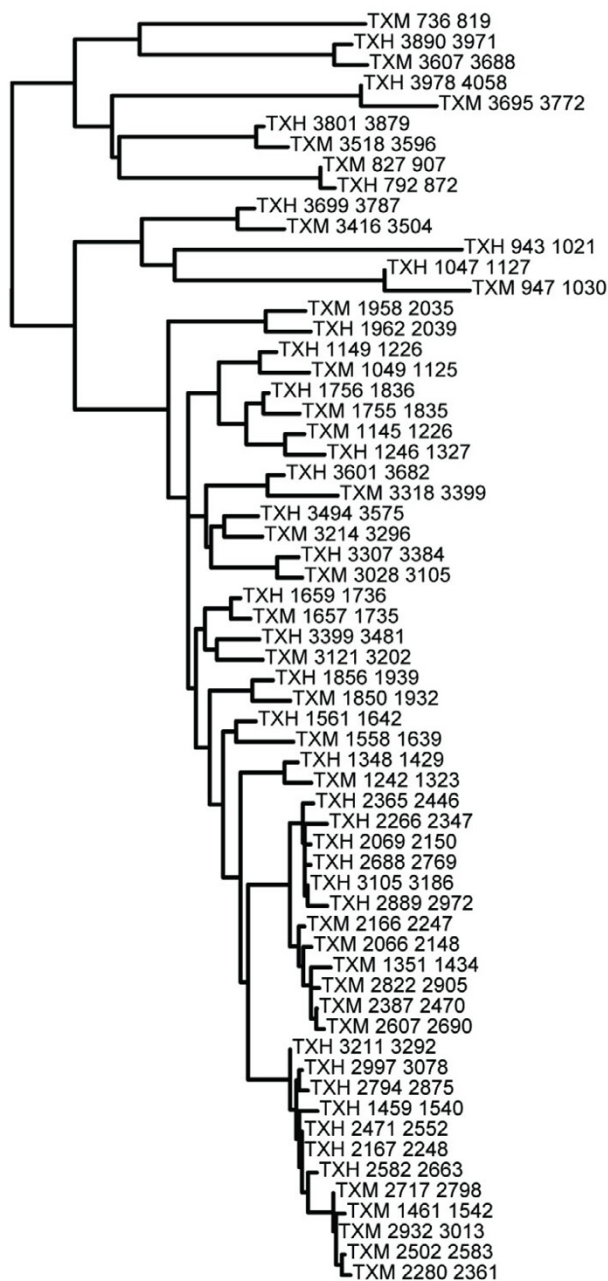 TXM 736 819
TXH 3890 3971
TXM 3607 3688
TXH 3978 4058
TXM 3695 3772
TXH 3801 3879
TXM 3518 3596
TXM 827 907
TXH 792 872
TXH 3699 3787
TXM 3416 3504
TXH 943 1021
TXH 1047 1127
TXM 947 1030
TXM 1958 2035
TXH 1962 2039
TXH 1149 1226
TXM 1049 1125
TXH 1756 1836
TXM 1755 1835
TXM 1145 1226
TXH 1246 1327
TXH 3601 3682
TXM 3318 3399
TXH 3494 3575
TXM 3214 3296
TXH 3307 3384
TXM 3028 3105
TXH 1659 1736
TXM 1657 1735
TXH 3399 3481
TXM 3121 3202
TXH 1856 1939
TXM 1850 1932
TXH 1561 1642
TXM 1558 1639
TXH 1348 1429
TXM 1242 1323
TXH 2365 2446
TXH 2266 2347
TXH 2069 2150
TXH 2688 2769
TXH 3105 3186
TXH 2889 2972
TXM 2166 2247
TXM 2066 2148
TXM 1351 1434
TXM 2822 2905
TXM 2387 2470
TXM 2607 2690
TXH 3211 3292
TXH 2997 3078
TXH 2794 2875
TXH 1459 1540
TXH 2471 2552
TXH 2167 2248
TXH 2582 2663
TXM 2717 2798
TXM 1461 1542
TXM 2932 3013
TXM 2502 2583
TXM 2280 2361